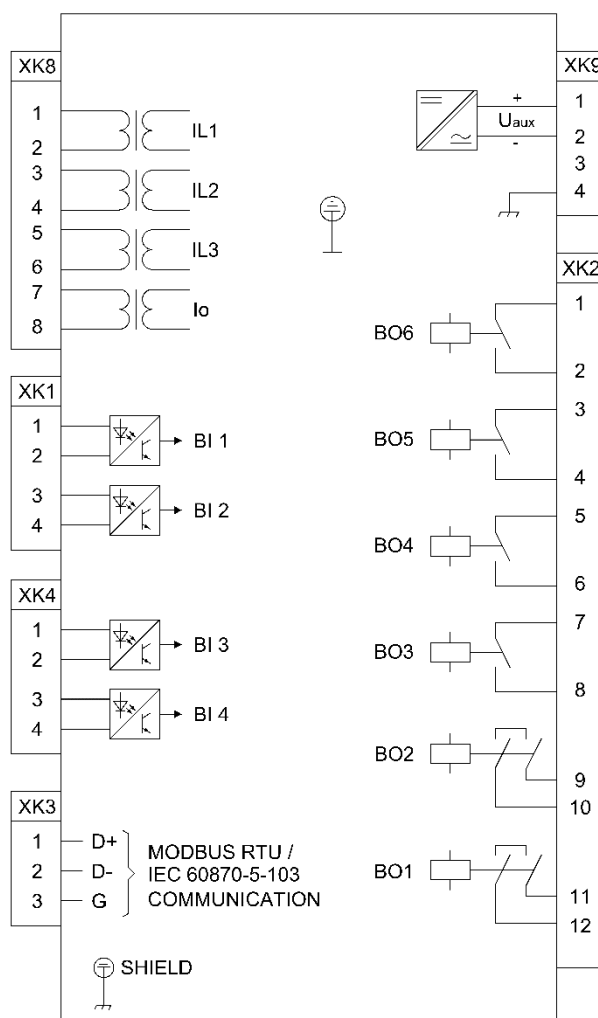 XK8
1
2
3
4
5
6
7
8
IL1
IL2
IL3
Io
XK1
1
2
3
4
BI 1
BI 2
XK4
1
2
3
4
BI 3
BI 4
XK3
1
2
3
D+
D-
G
MODBUS RTU /
IEC 60870-5-103
COMMUNICATION
SHIELD
XK9
+
Uaux
-
1
2
3
4
XK2
BO6
1
2
BO5
3
4
BO4
5
6
BO3
7
8
BO2
9
10
BO1
11
12